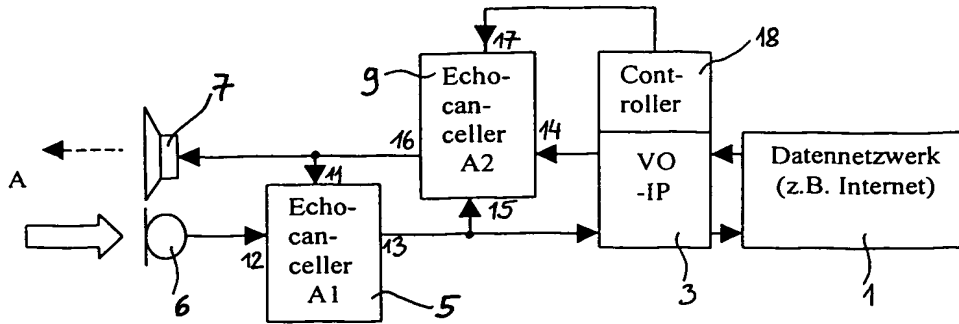 17
18
9
Echo-
can-
celler
A2
Cont-
roller
7
16
14
VO
-IP
Datennetzwerk
(z.B. Internet)
A
11
15
Echo-
can-
celler
A1
12
13
6
5
3
1